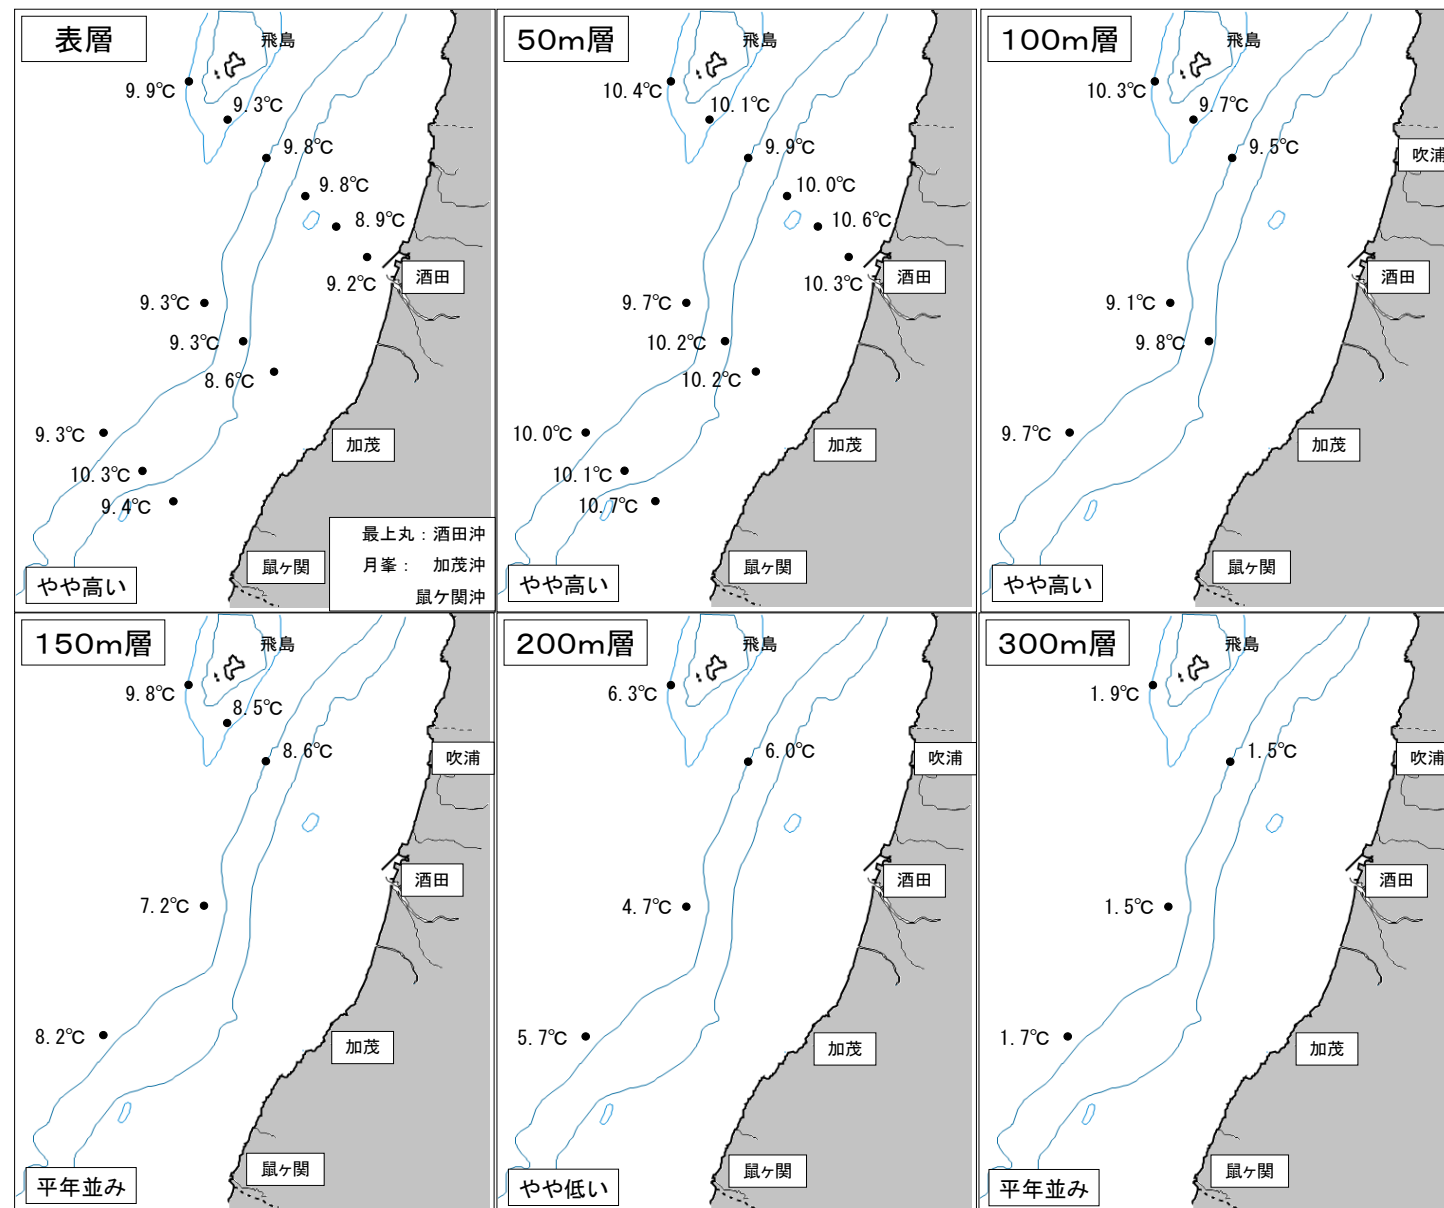 表層
飛島
9.9℃
9.3℃
9.8℃
9.8℃
8.9℃
9.2℃
酒田
9.3℃
9.3℃
8.6℃
9.3℃
加茂
10.3℃
9.4℃
最上丸：酒田沖
月峯：　加茂沖
鼠ケ関沖
鼠ヶ関
やや高い
50m層
飛島
10.4℃
10.1℃
9.9℃
10.0℃
10.6℃
10.3℃
酒田
9.7℃
10.2℃
10.2℃
10.0℃
加茂
10.1℃
10.7℃
鼠ヶ関
やや高い
100m層
飛島
10.3℃
9.7℃
9.5℃
吹浦
酒田
9.1℃
9.8℃
9.7℃
加茂
鼠ヶ関
やや高い
150m層
飛島
9.8℃
8.5℃
8.6℃
吹浦
酒田
7.2℃
8.2℃
加茂
鼠ヶ関
平年並み
200m層
飛島
6.3℃
6.0℃
吹浦
酒田
4.7℃
5.7℃
加茂
鼠ヶ関
やや低い
300m層
飛島
1.9℃
1.5℃
吹浦
酒田
1.5℃
1.7℃
加茂
鼠ヶ関
平年並み